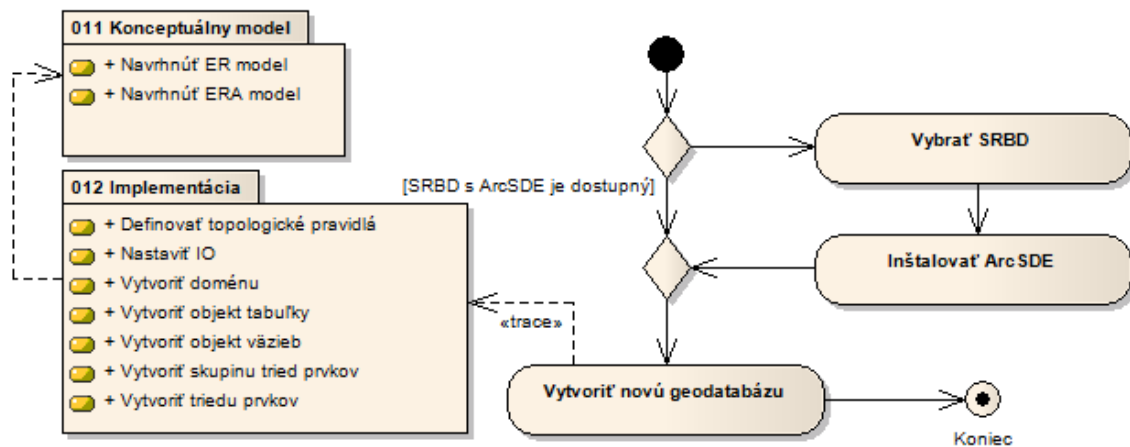 011 Konceptuálny model
+ Navrhnúť ER model
+ Navrhnúť ERA model
012 Implementácia
+ Definovať topologické pravidlá
+ Nastaviť IO
+ Vytvoriť doménu
+ Vytvoriť objekt tabuľky
+ Vytvoriť objekt väzieb
+ Vytvoriť skupinu tried prvkov
+ Vytvoriť triedu prvkov
[SRBD s ArcSDE je dostupný]
Vybrať SRBD
Inštalovať ArcSDE
«trace»
Vytvoriť novú geodatabázu
Koniec